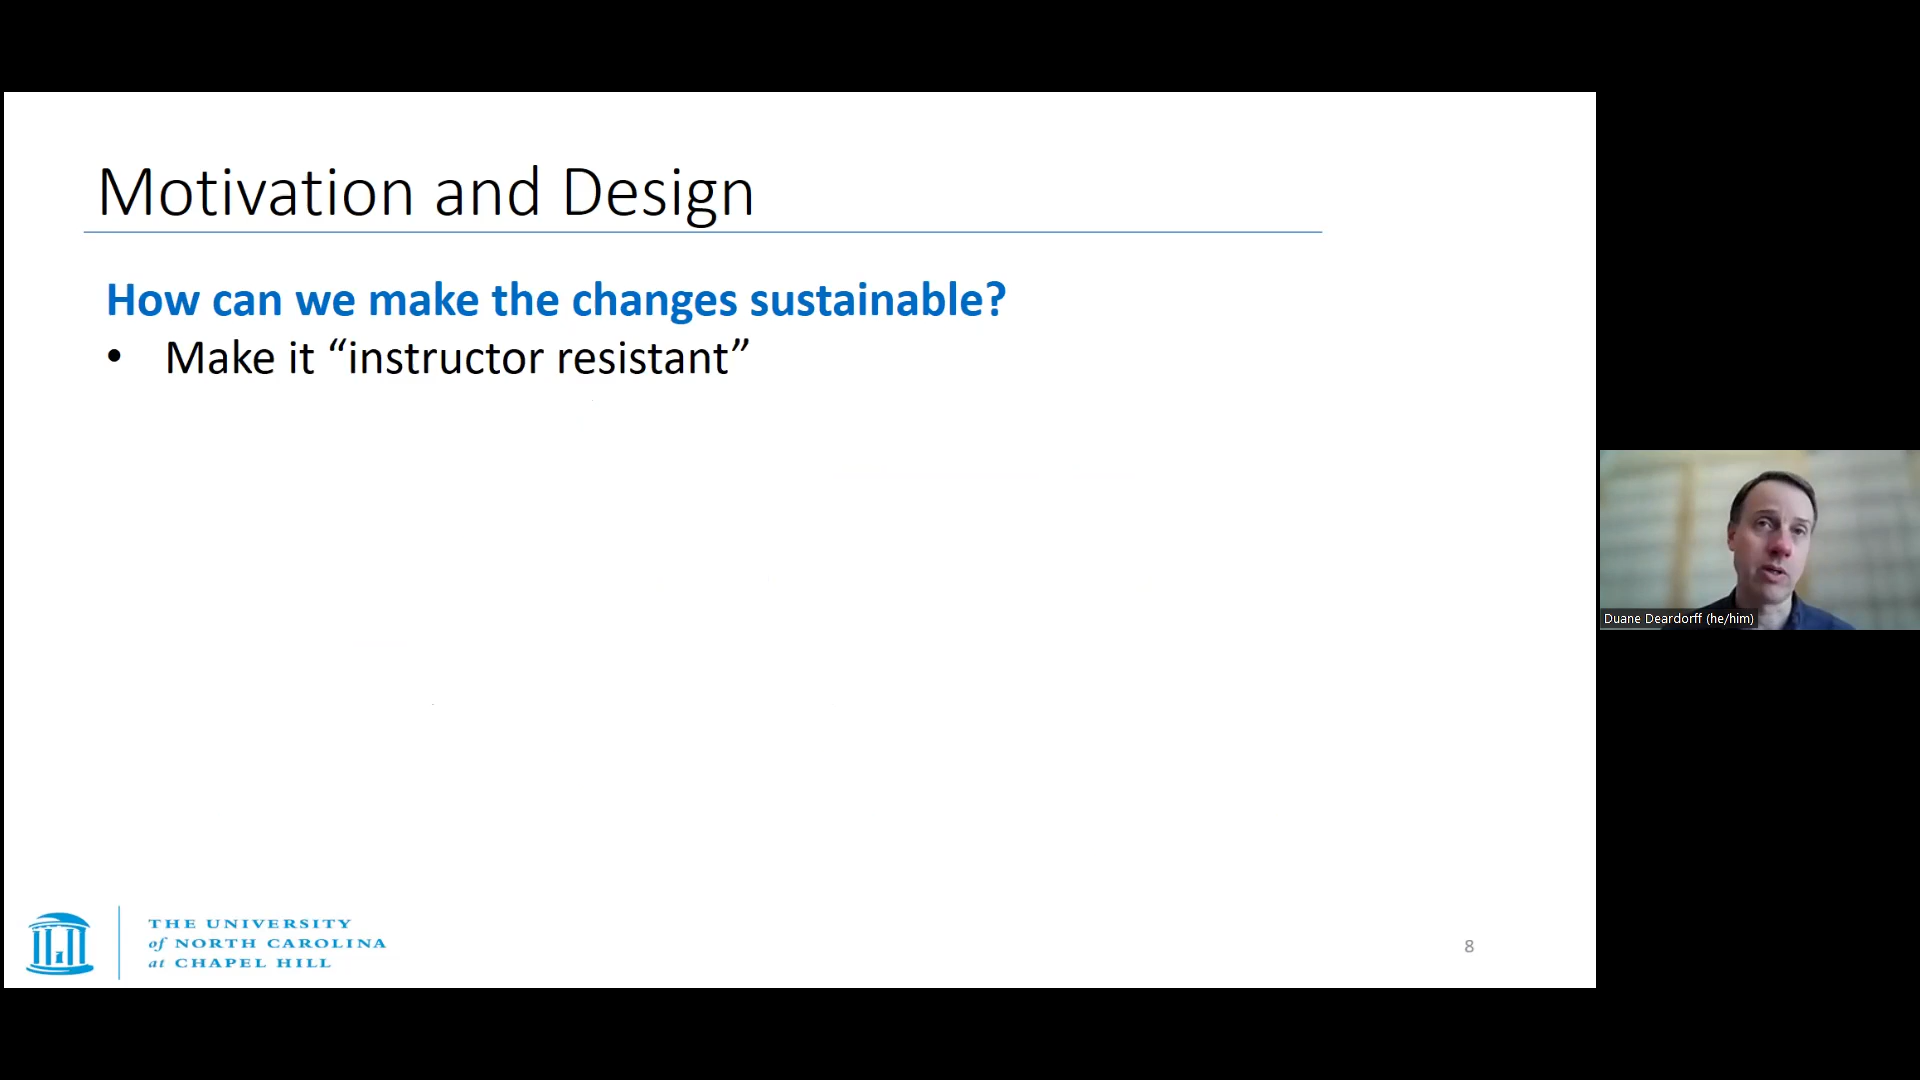 Motivation and Design
How can we make the changes sustainable?
• Make it “instructor resistant”
Duane Deardorff (he/him)
THE UNIVERSITY
of NORTH CAROLINA
at CHAPEL HILL
8